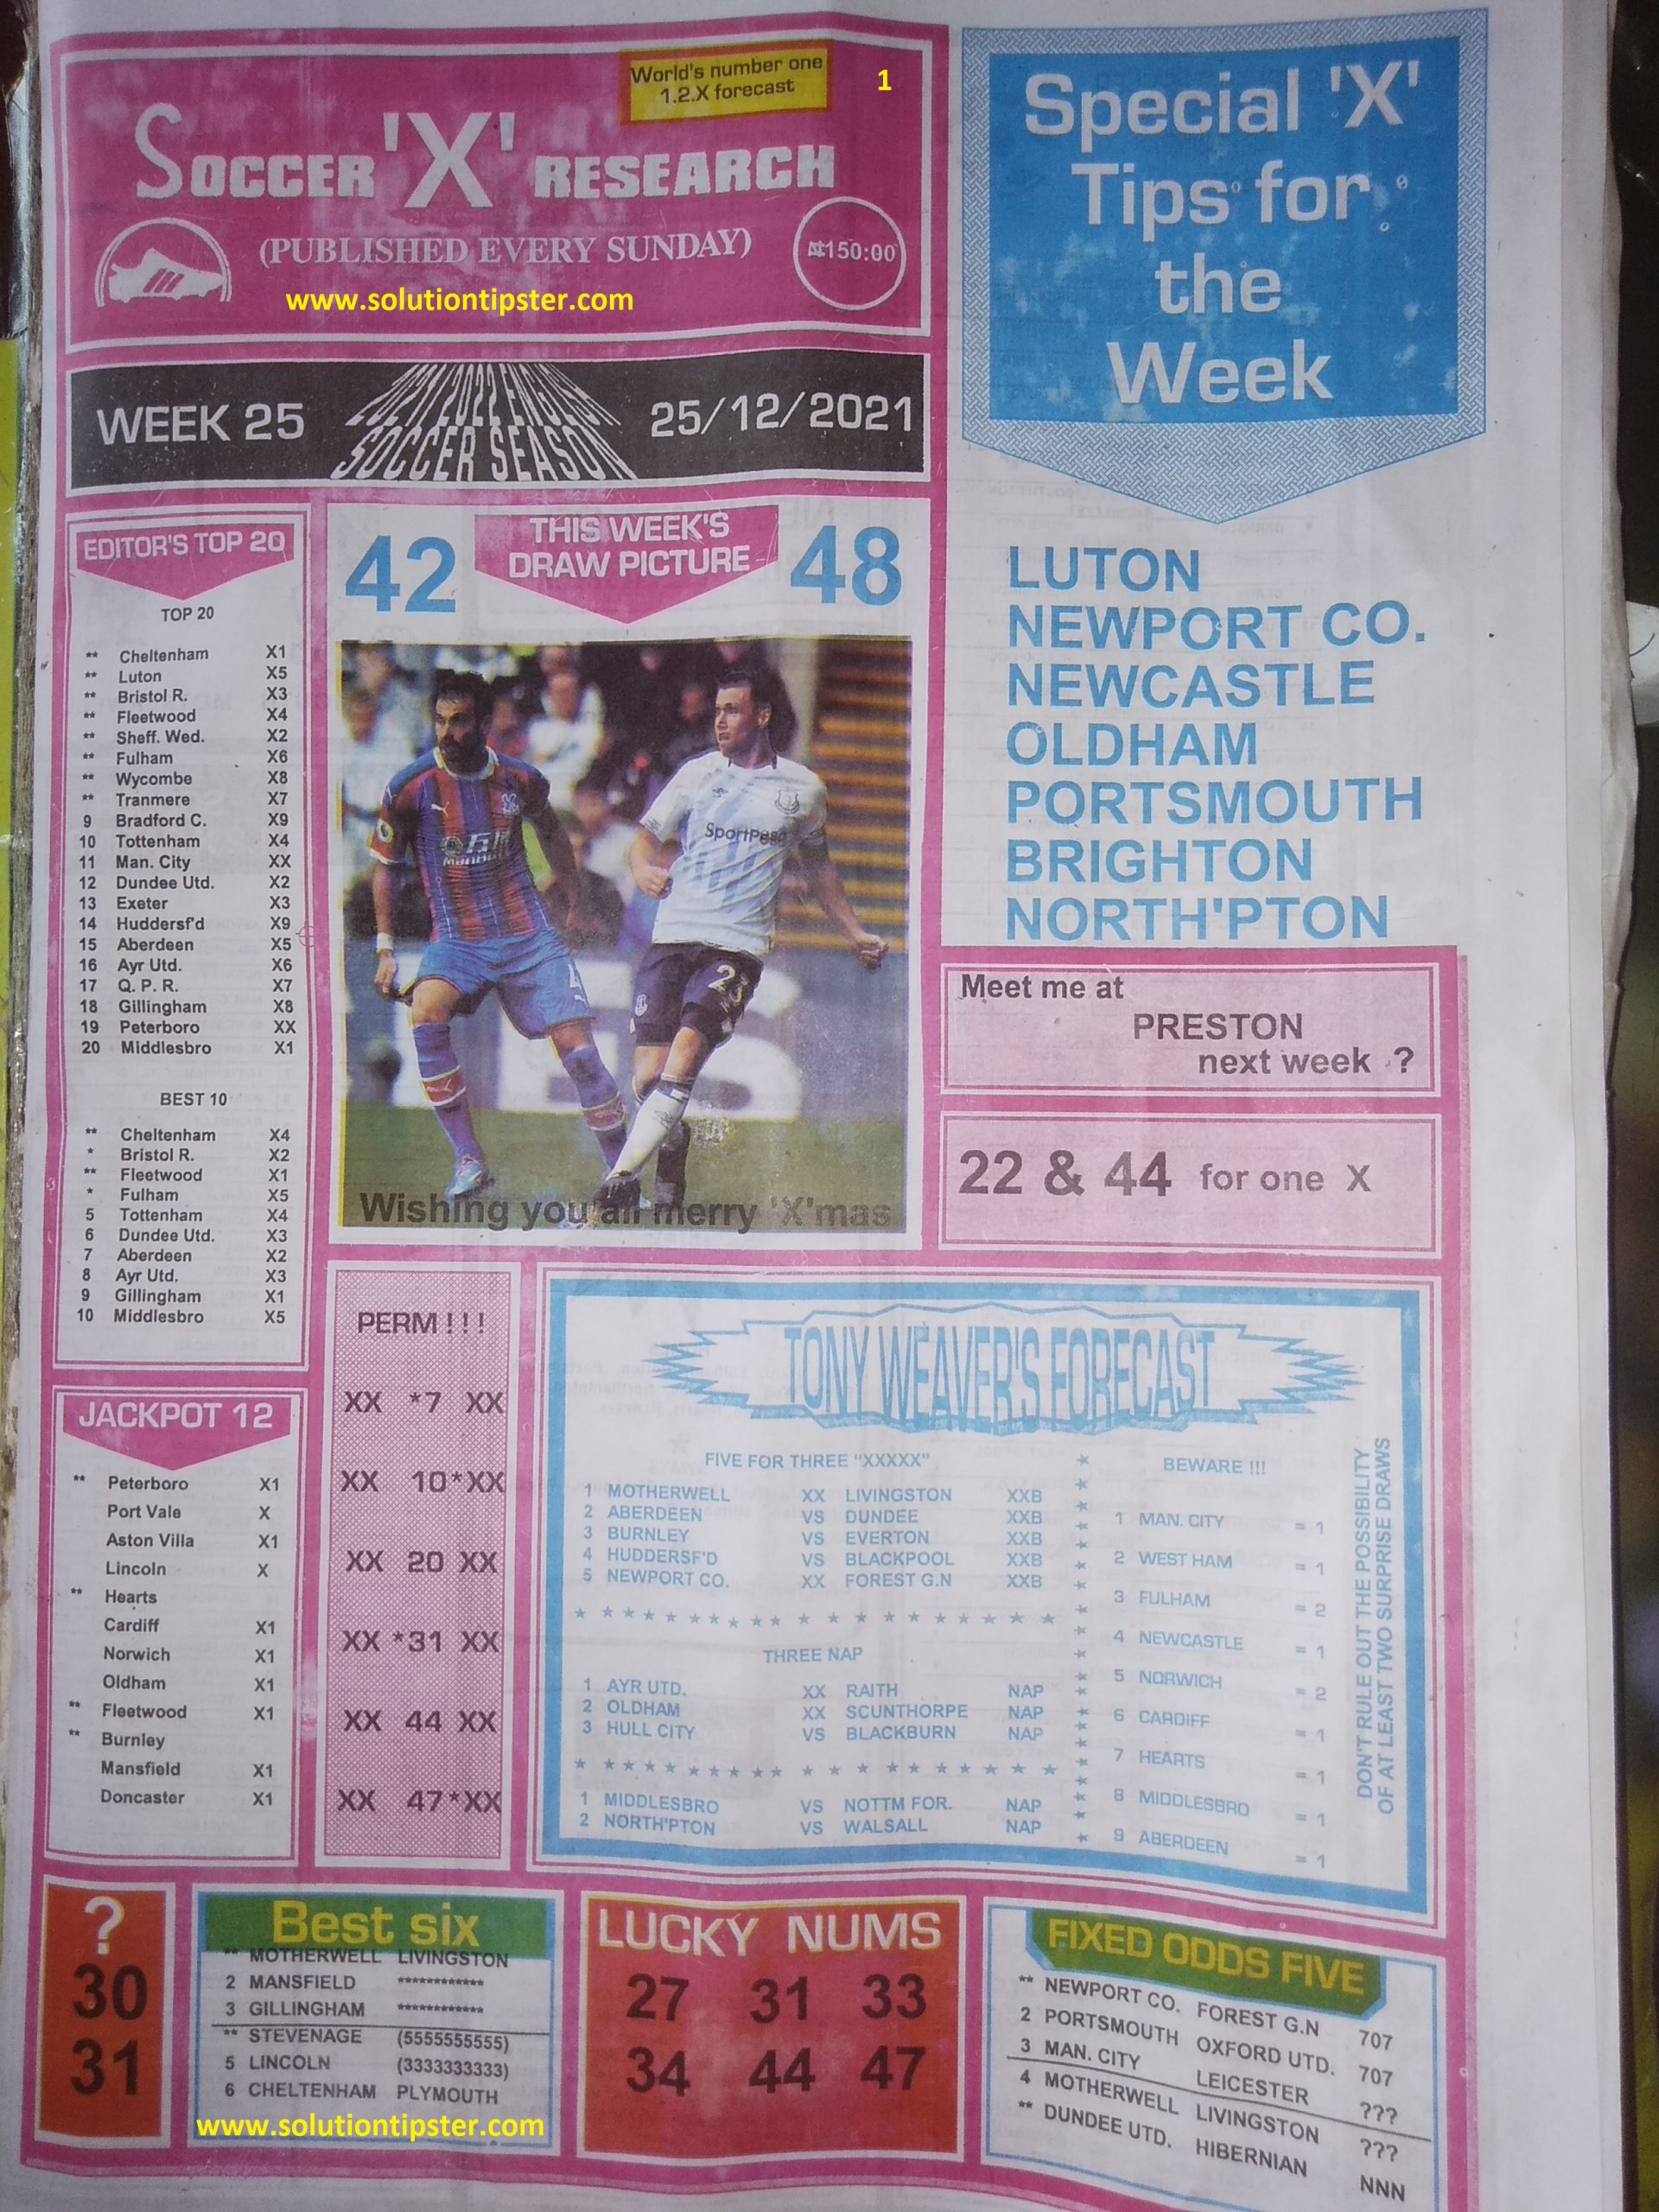 World's number one
1.2.X forecast
1
SOCCER 'X' RESEARCH
(PUBLISHED EVERY SUNDAY)
₦150:00
www.solutiontipster.com
WEEK 25
2021/2022 ENGLISH
SOCCER SEASON
25/12/2021
Special 'X'
Tips for
the
Week
LUTON
NEWPORT CO.
NEWCASTLE
OLDHAM
PORTSMOUTH
BRIGHTON
NORTH'PTON
EDITOR'S TOP 20
TOP 20
** Cheltenham X1
** Luton X5
** Bristol R. X3
** Fleetwood X4
** Sheff. Wed. X2
** Fulham X6
** Wycombe X8
** Tranmere X7
9 Bradford C. X9
10 Tottenham X4
11 Man. City XX
12 Dundee Utd. X2
13 Exeter X3
14 Huddersf'd X9
15 Aberdeen X5
16 Ayr Utd. X6
17 Q. P. R. X7
18 Gillingham X8
19 Peterboro XX
20 Middlesbro X1
BEST 10
** Cheltenham X4
* Bristol R. X2
** Fleetwood X1
* Fulham X5
5 Tottenham X4
6 Dundee Utd. X3
7 Aberdeen X2
8 Ayr Utd. X3
9 Gillingham X1
10 Middlesbro X5
42
THIS WEEK'S
DRAW PICTURE
48
SportPesa
23
4
Wishing you all merry 'X'mas
Meet me at
PRESTON
next week ?
22 & 44 for one X
JACKPOT 12
** Peterboro X1
Port Vale X
Aston Villa X1
Lincoln X
** Hearts
Cardiff X1
Norwich X1
Oldham X1
** Fleetwood X1
** Burnley
Mansfield X1
Doncaster X1
PERM ! ! !
XX *7 XX
XX 10*XX
XX 20 XX
XX *31 XX
XX 44 XX
XX 47*XX
TONY WEAVER'S FORECAST
FIVE FOR THREE "XXXXX"
1 MOTHERWELL XX LIVINGSTON XXB
2 ABERDEEN VS DUNDEE XXB
3 BURNLEY VS EVERTON XXB
4 HUDDERSF'D VS BLACKPOOL XXB
5 NEWPORT CO. XX FOREST G.N XXB
THREE NAP
1 AYR UTD. XX RAITH NAP
2 OLDHAM XX SCUNTHORPE NAP
3 HULL CITY VS BLACKBURN NAP
1 MIDDLESBRO VS NOTTM FOR. NAP
2 NORTH'PTON VS WALSALL NAP
BEWARE !!!
1 MAN. CITY = 1
2 WEST HAM = 1
3 FULHAM = 2
4 NEWCASTLE = 1
5 NORWICH = 2
6 CARDIFF = 1
7 HEARTS = 1
8 MIDDLESBRO = 1
9 ABERDEEN = 1
DON'T RULE OUT THE POSSIBILITY
OF AT LEAST TWO SURPRISE DRAWS
?
30
31
Best six
** MOTHERWELL LIVINGSTON
2 MANSFIELD ************
3 GILLINGHAM ************
** STEVENAGE (5555555555)
5 LINCOLN (3333333333)
6 CHELTENHAM PLYMOUTH
www.solutiontipster.com
LUCKY NUMS
27 31 33
34 44 47
FIXED ODDS FIVE
** NEWPORT CO. FOREST G.N 707
2 PORTSMOUTH OXFORD UTD. 707
3 MAN. CITY LEICESTER ???
4 MOTHERWELL LIVINGSTON ???
** DUNDEE UTD. HIBERNIAN NNN